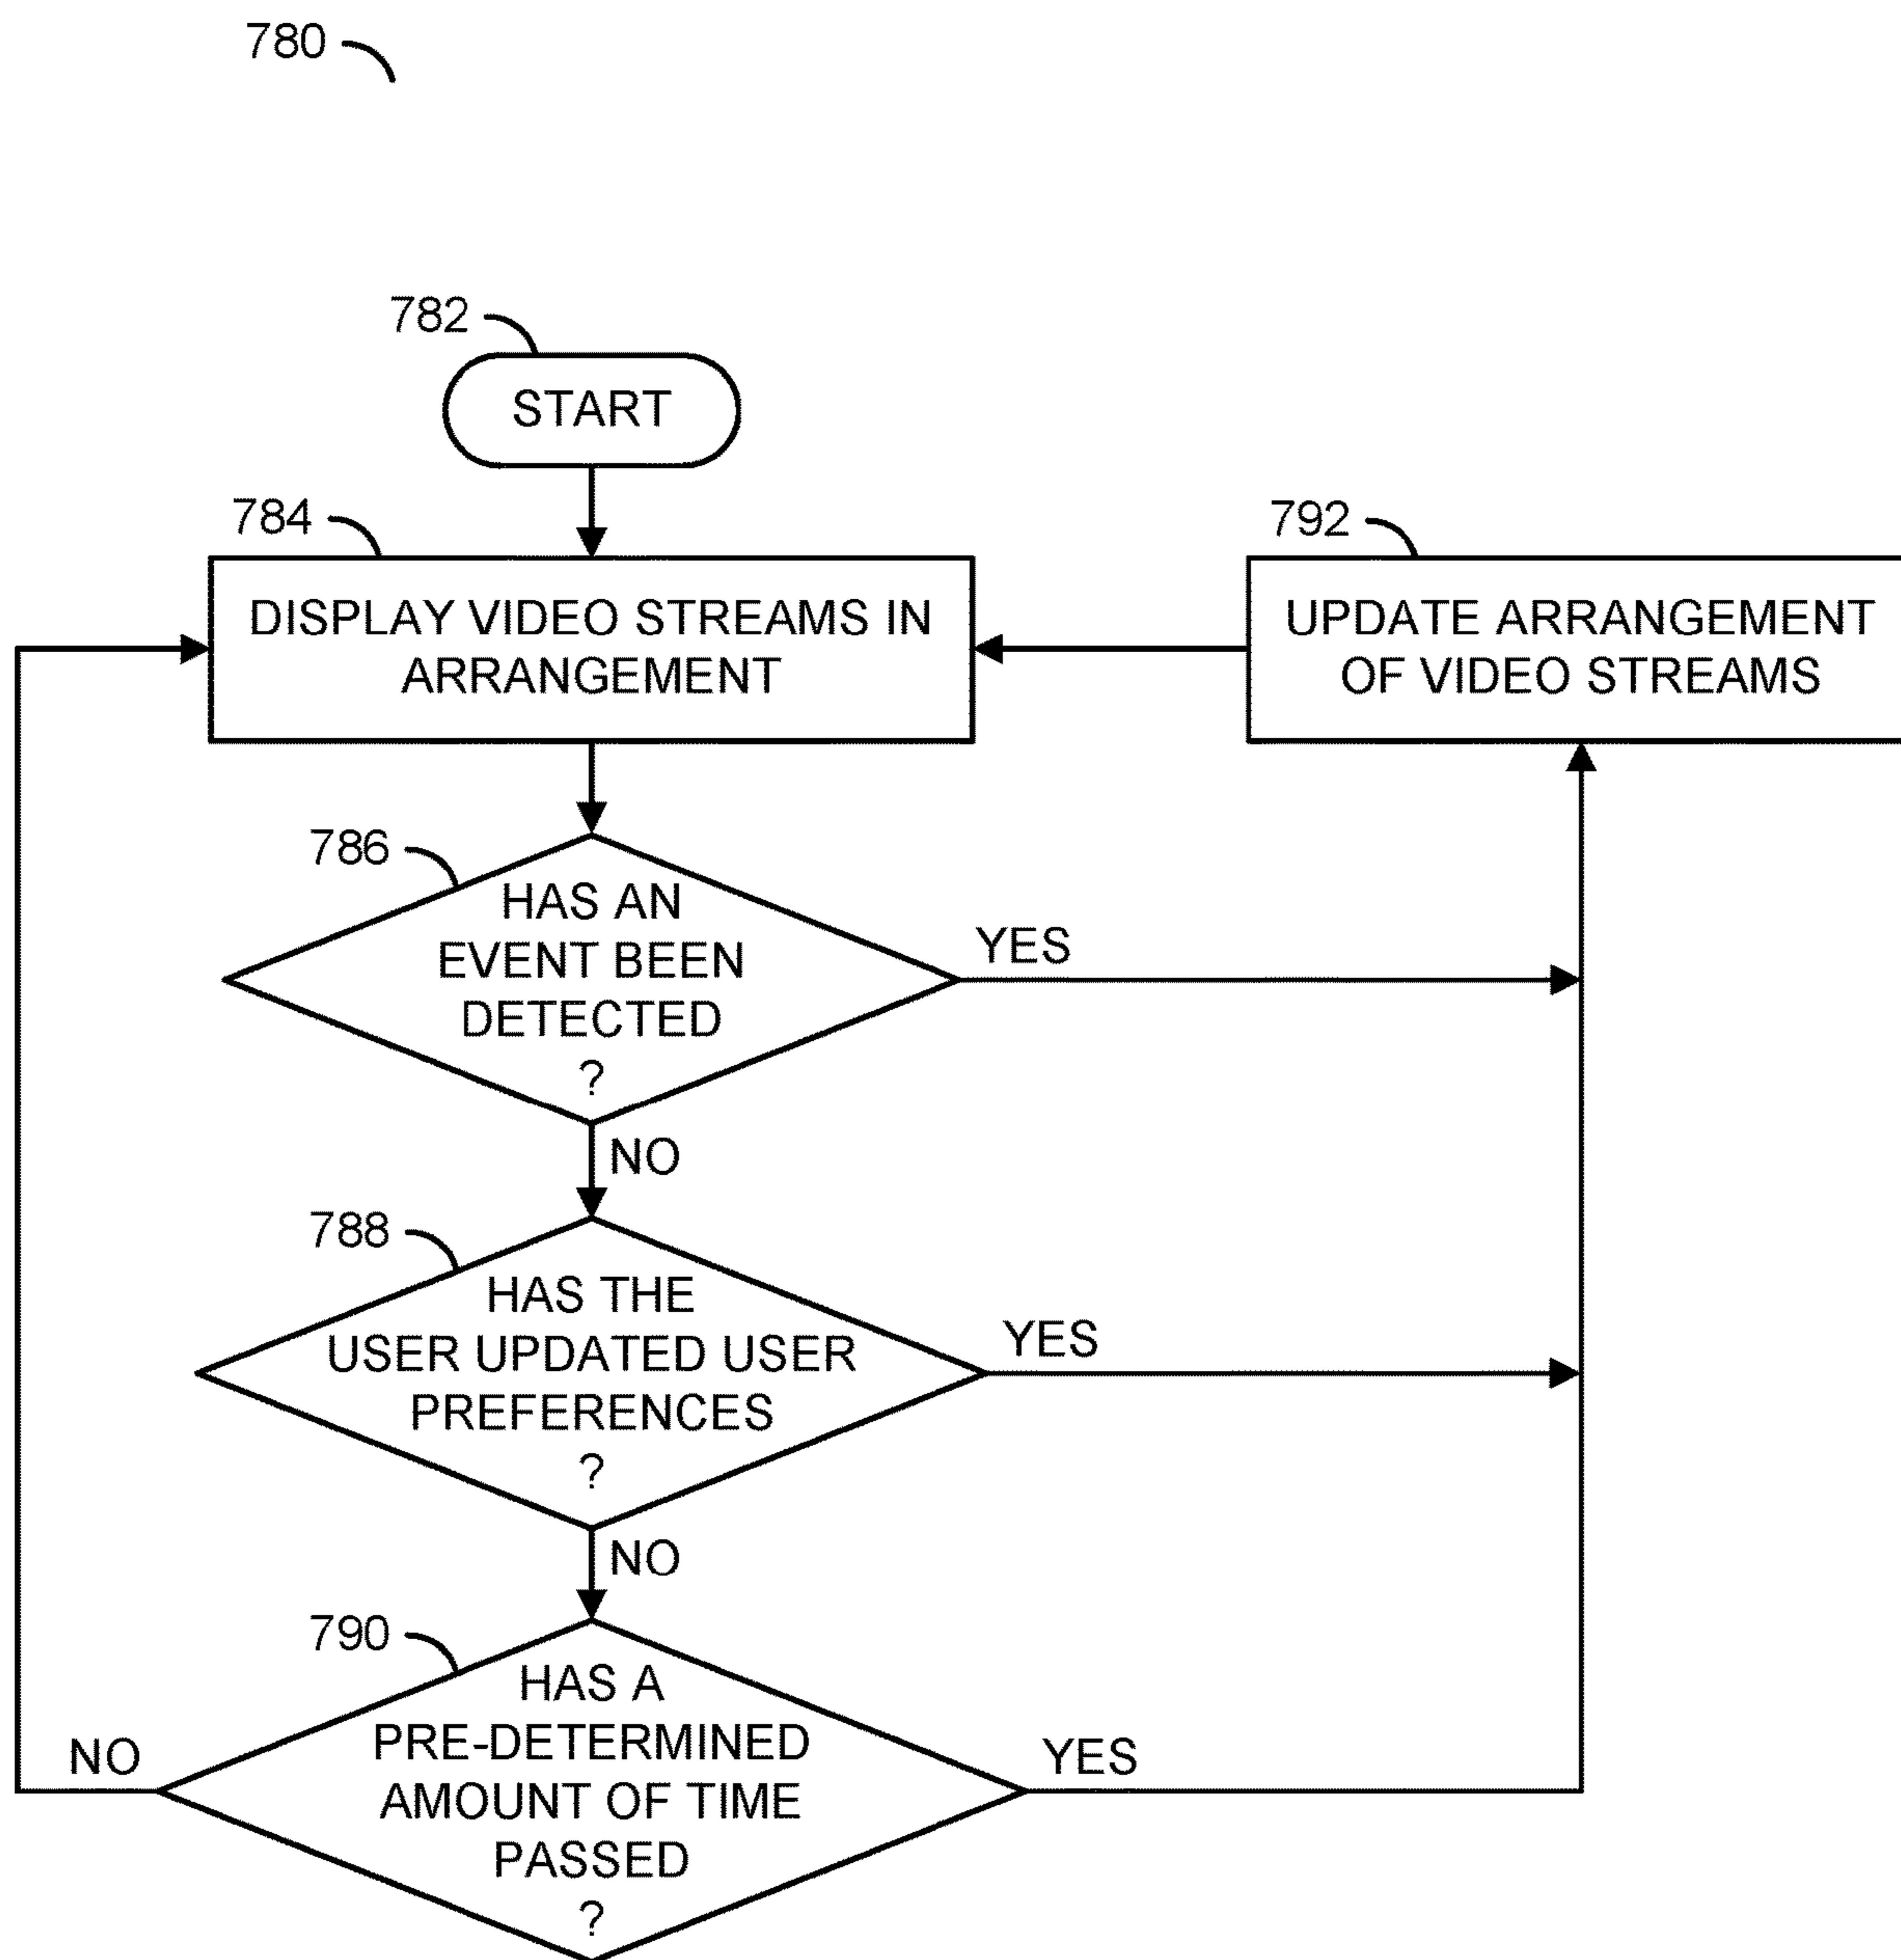 780
782
START
784
DISPLAY VIDEO STREAMS IN
ARRANGEMENT
792
UPDATE ARRANGEMENT
OF VIDEO STREAMS
786
HAS AN
EVENT BEEN
DETECTED
?
YES
NO
788
HAS THE
USER UPDATED USER
PREFERENCES
?
YES
NO
790
HAS A
PRE-DETERMINED
AMOUNT OF TIME
PASSED
?
NO
YES